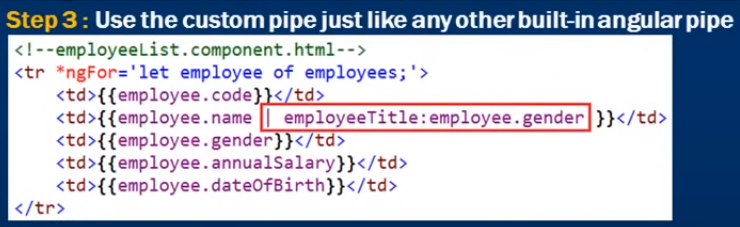 Step 3 : Use the custom pipe just like any other built-in angular pipe
<!--employeeList.component.html-->
<tr *ngFor='let employee of employees;'>
    <td>{{employee.code}}</td>
    <td>{{employee.name | employeeTitle:employee.gender }}</td>
    <td>{{employee.gender}}</td>
    <td>{{employee.annualSalary}}</td>
    <td>{{employee.dateOfBirth}}</td>
</tr>